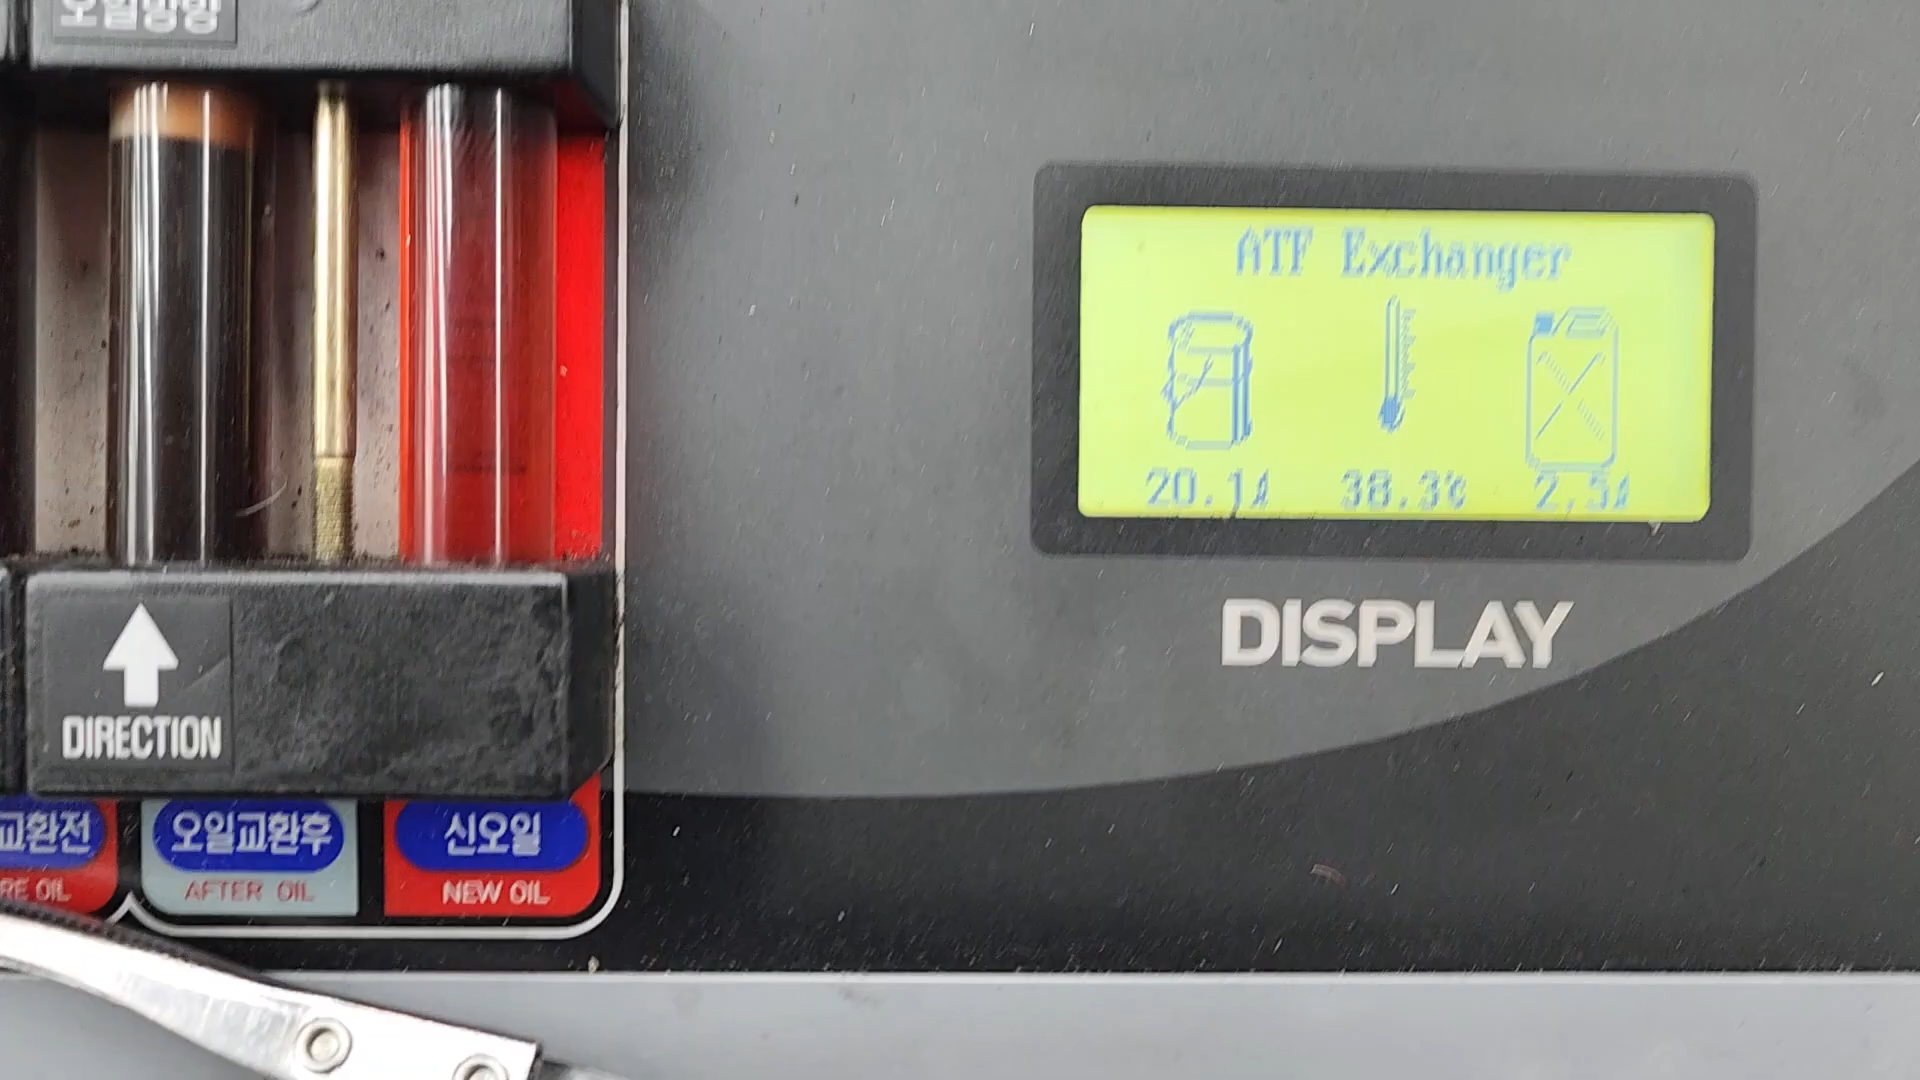 오일방향
ATF Exchanger
20.1ℓ 38.3℃ 2.5ℓ
DISPLAY
DIRECTION
교환전 오일교환후 신오일
RE OIL AFTER OIL NEW OIL